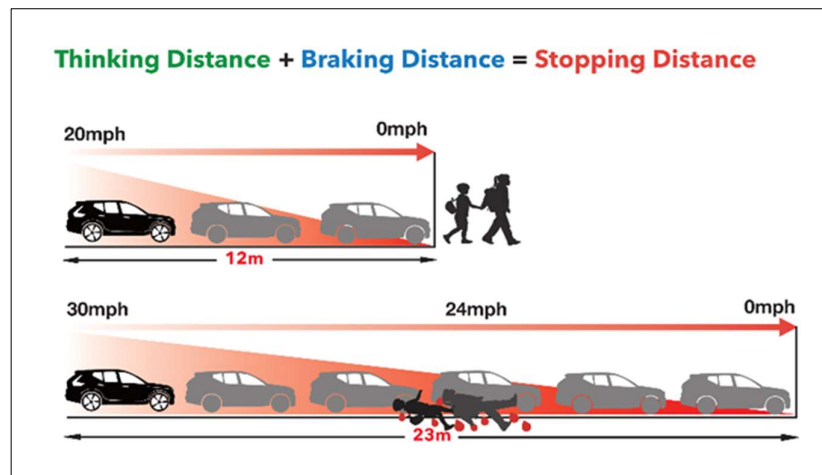 Thinking Distance + Braking Distance = Stopping Distance
20mph 0mph
12m
30mph 24mph 0mph
23m